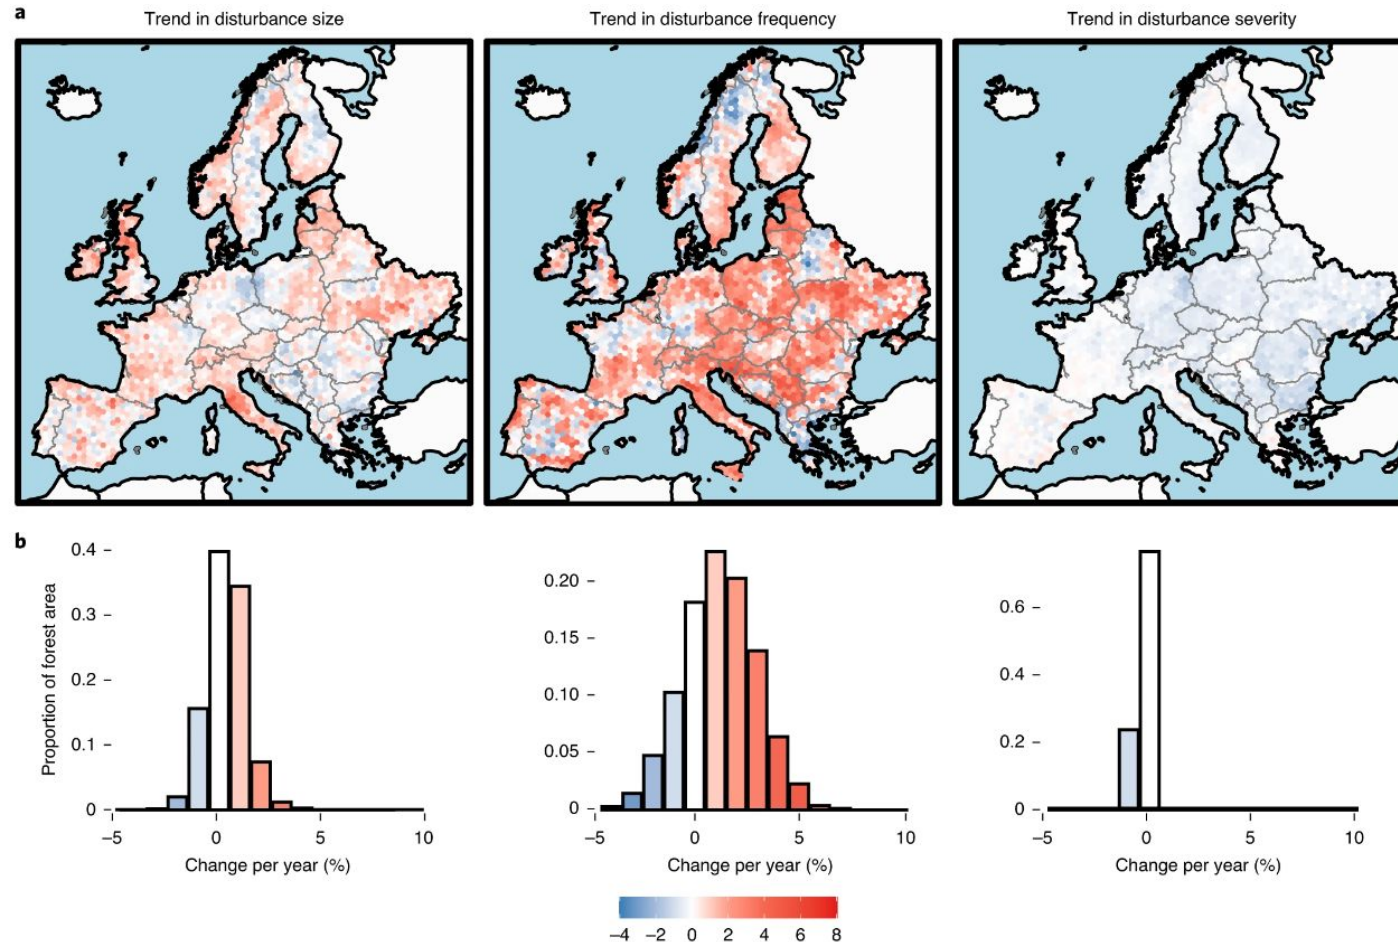 a
Trend in disturbance size
Trend in disturbance frequency
Trend in disturbance severity
b
Proportion of forest area
0.4
0.3
0.2
0.1
0
–5
0
5
10
Change per year (%)
0.20
0.15
0.10
0.05
0
–5
0
5
10
Change per year (%)
0.6
0.4
0.2
0
–5
0
5
10
Change per year (%)
–4 –2 0 2 4 6 8